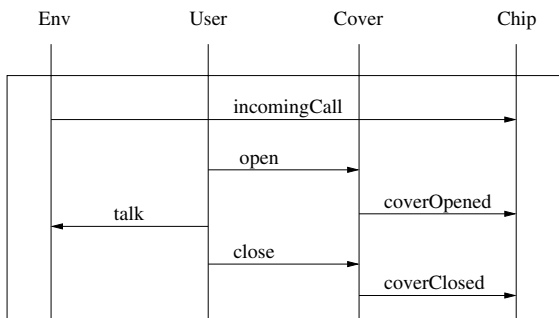 Env User Cover Chip
incomingCall
open
coverOpened
talk
close
coverClosed